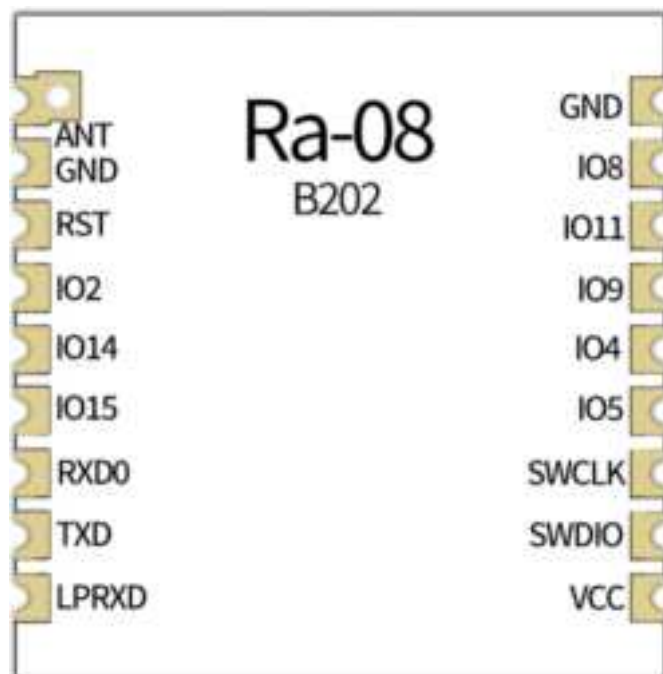 Ra-08
B202
ANT
GND
RST
IO2
IO14
IO15
RXD0
TXD
LPRXD
GND
IO8
IO11
IO9
IO4
IO5
SWCLK
SWDIO
VCC